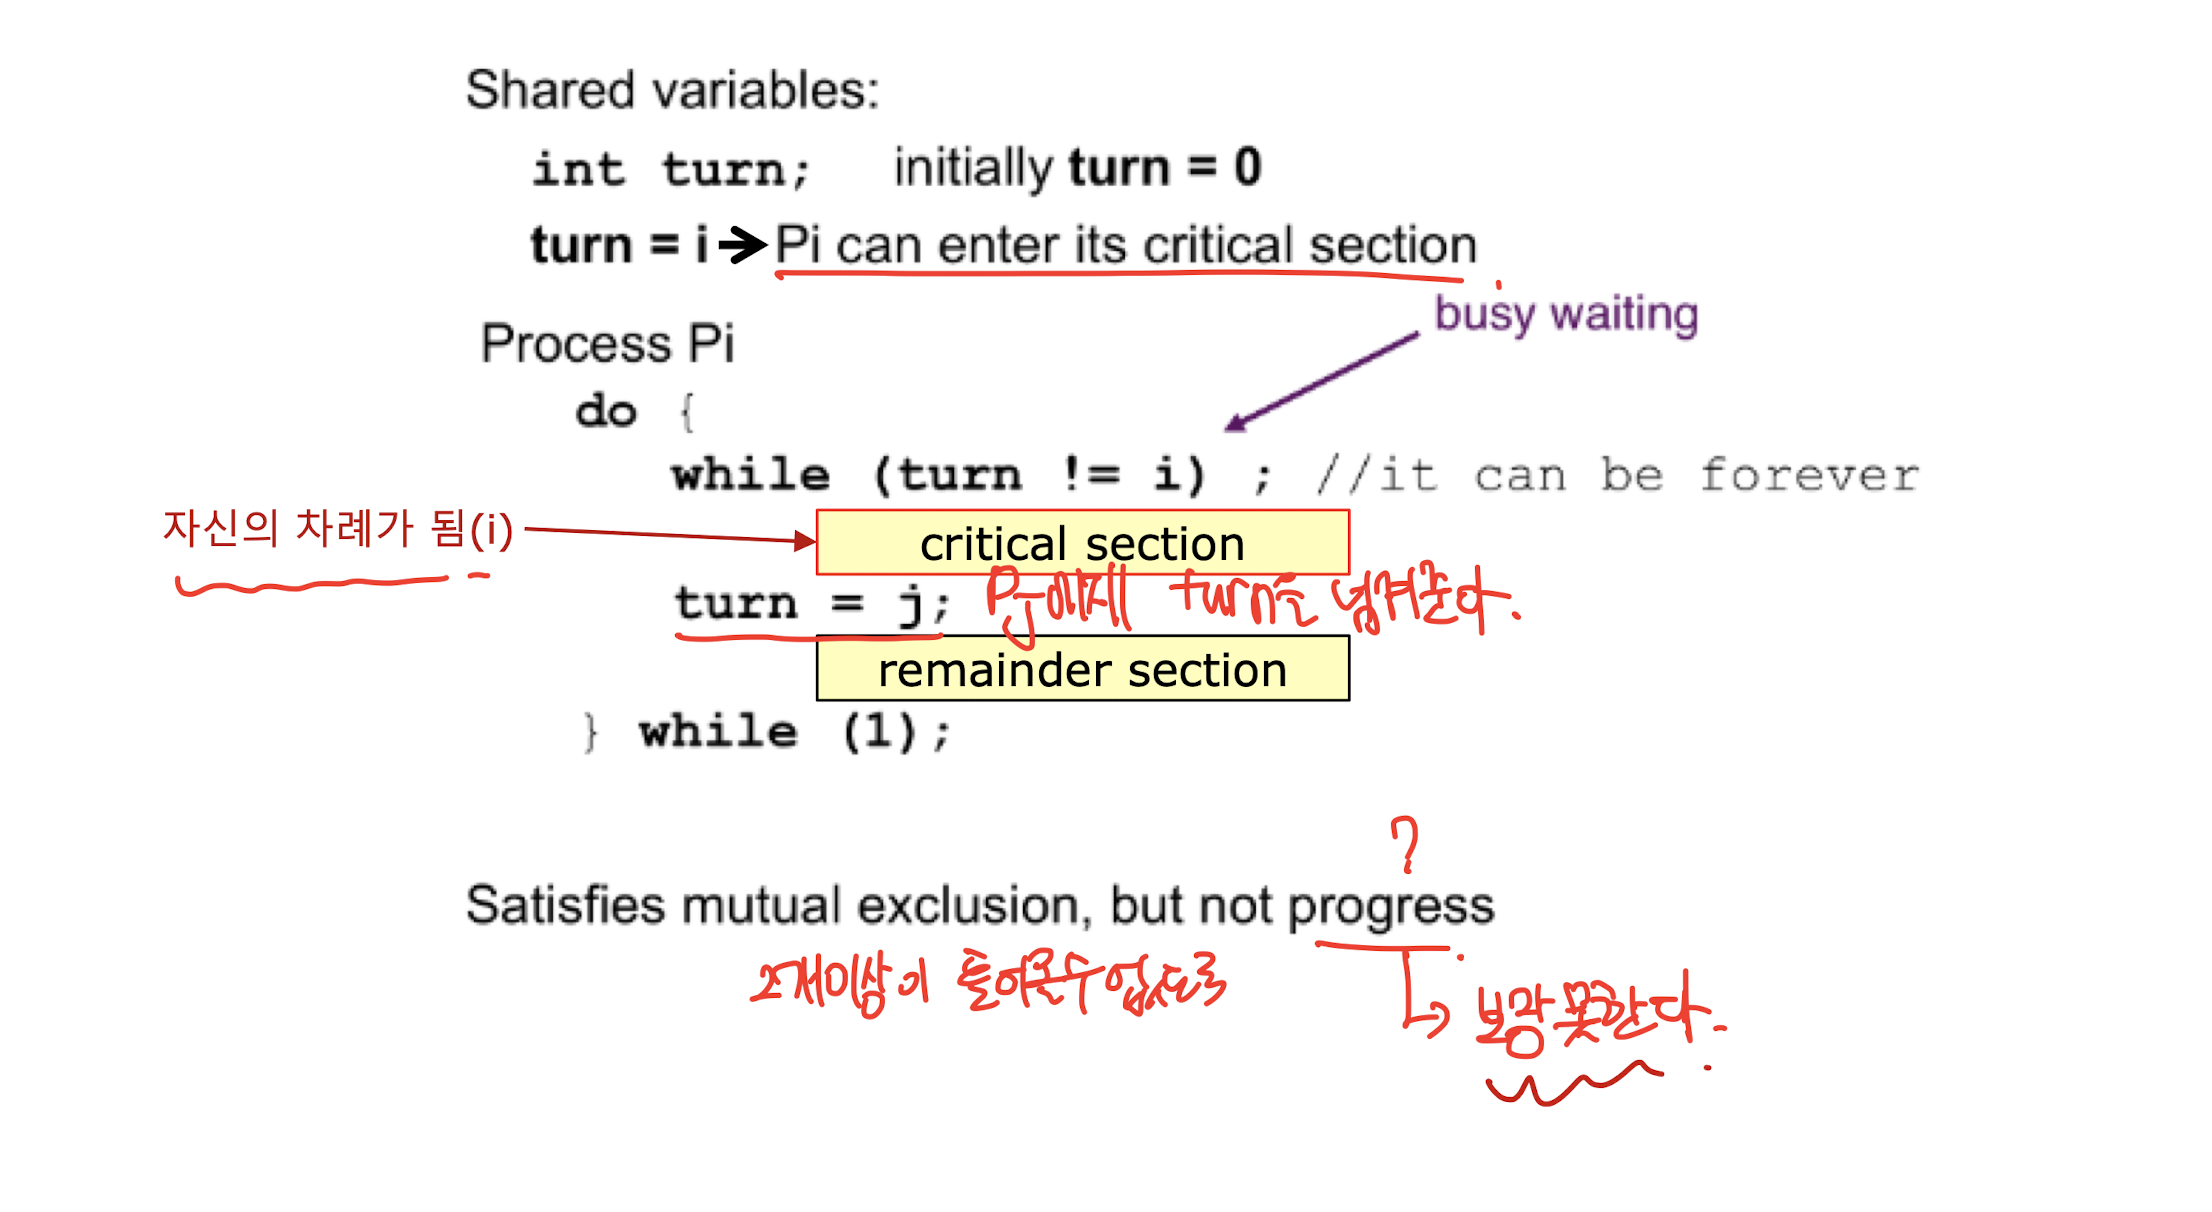 Shared variables:
int turn; initially turn = 0
turn = i → Pi can enter its critical section
busy waiting
Process Pi
do {
while (turn != i) ; //it can be forever
자신의 차례가 됨(i)
critical section
turn = j; Pj에게 turn을 넘겨준다.
remainder section
} while (1);
?
Satisfies mutual exclusion, but not progress
2개이상이 들어올수 없도록
↳ 보장 못한다.